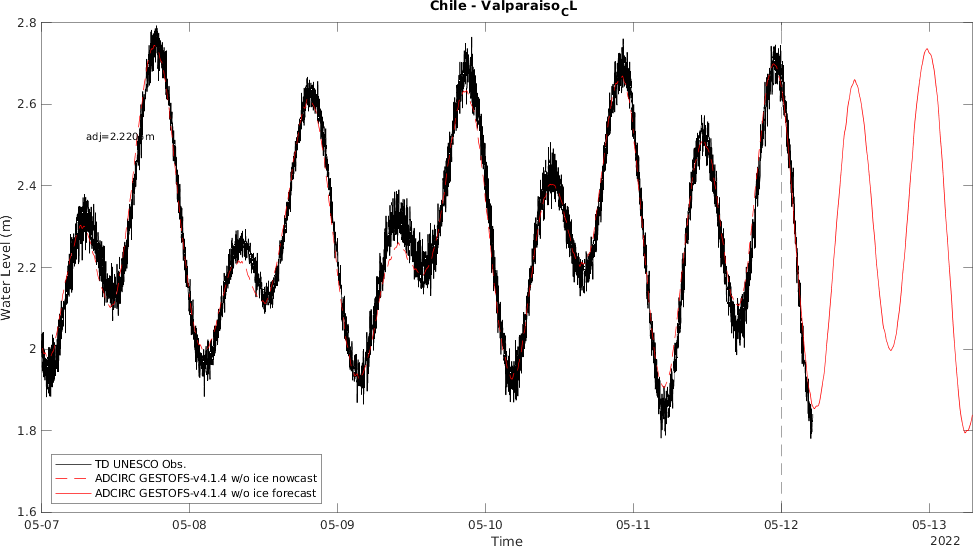 Chile - ValparaisoCL
2.8
2.6
2.4
2.2
2
1.8
1.6
Water Level (m)
adj=2.220 m
TD UNESCO Obs.
ADCIRC GESTOFS-v4.1.4 w/o ice nowcast
ADCIRC GESTOFS-v4.1.4 w/o ice forecast
05-07 05-08 05-09 05-10 05-11 05-12 05-13
Time
2022